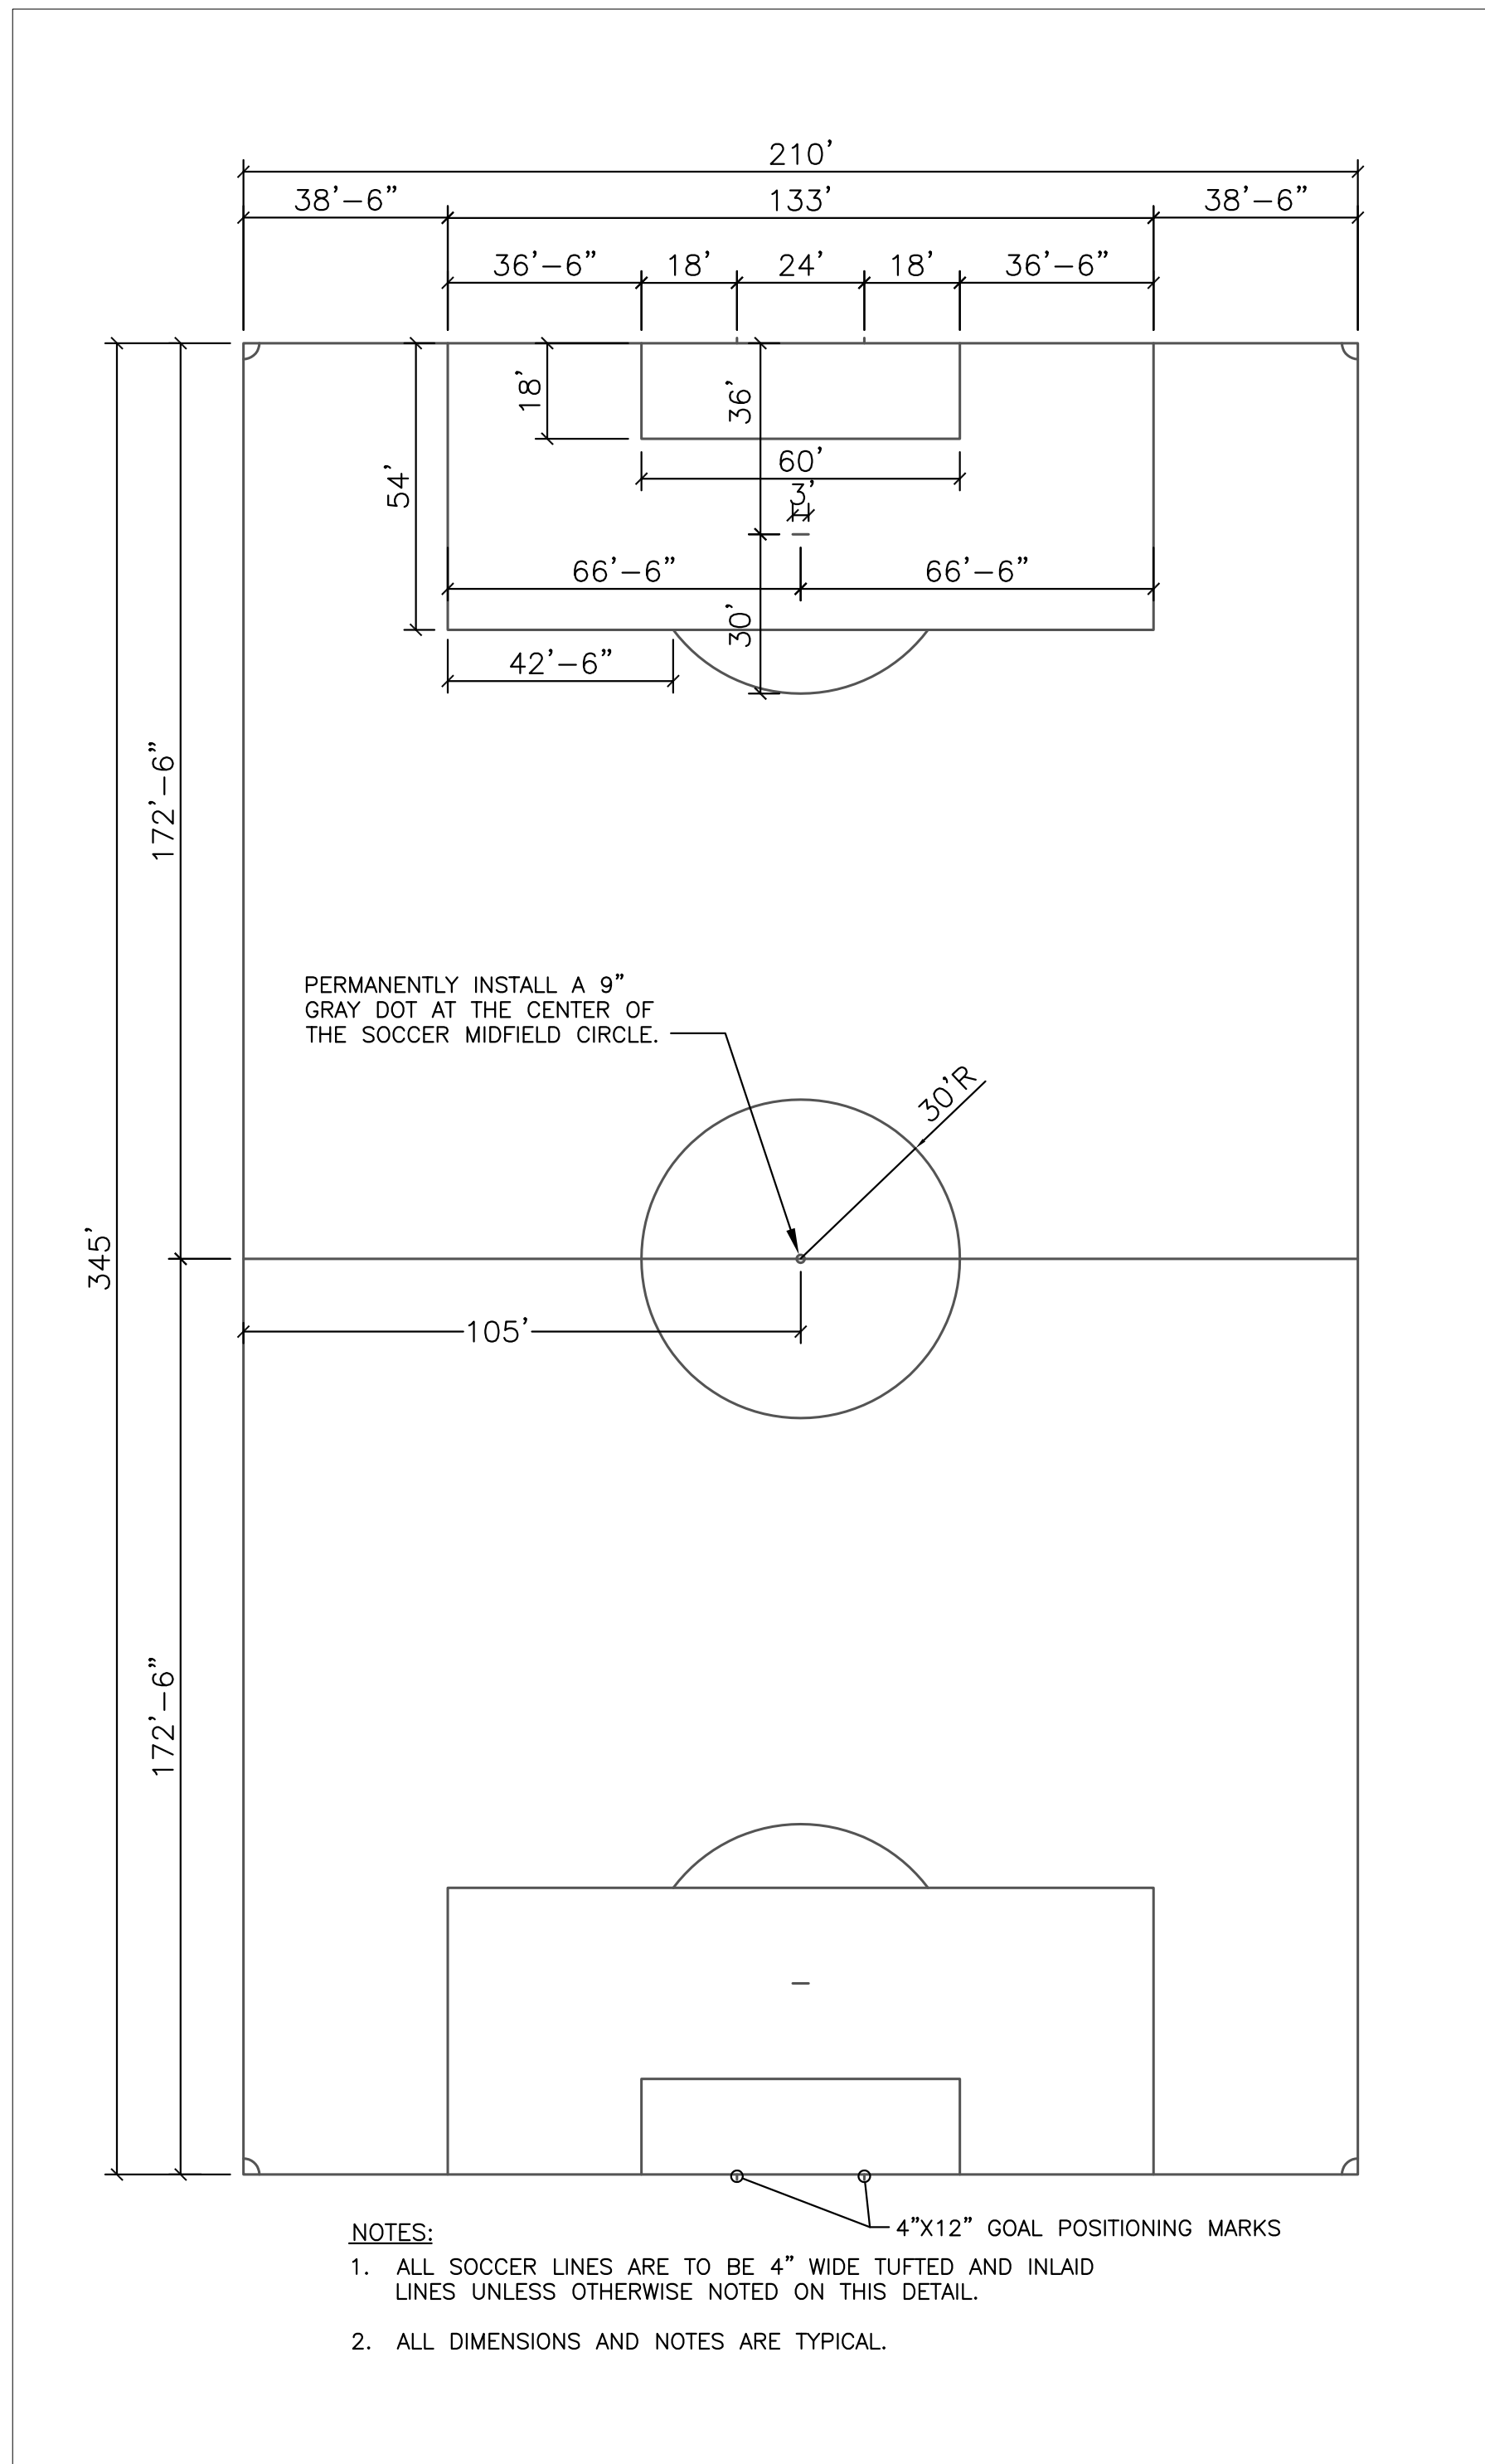 210’
38’-6” 133’ 38’-6”
36’-6” 18’ 24’ 18’ 36’-6”
18’
36’
54’
60’
3’
66’-6” 66’-6”
30’
42’-6”
172’-6”
PERMANENTLY INSTALL A 9”
GRAY DOT AT THE CENTER OF
THE SOCCER MIDFIELD CIRCLE.
30’R
345’
105’
172’-6”
4”X12” GOAL POSITIONING MARKS
NOTES:
1. ALL SOCCER LINES ARE TO BE 4” WIDE TUFTED AND INLAID
LINES UNLESS OTHERWISE NOTED ON THIS DETAIL.
2. ALL DIMENSIONS AND NOTES ARE TYPICAL.